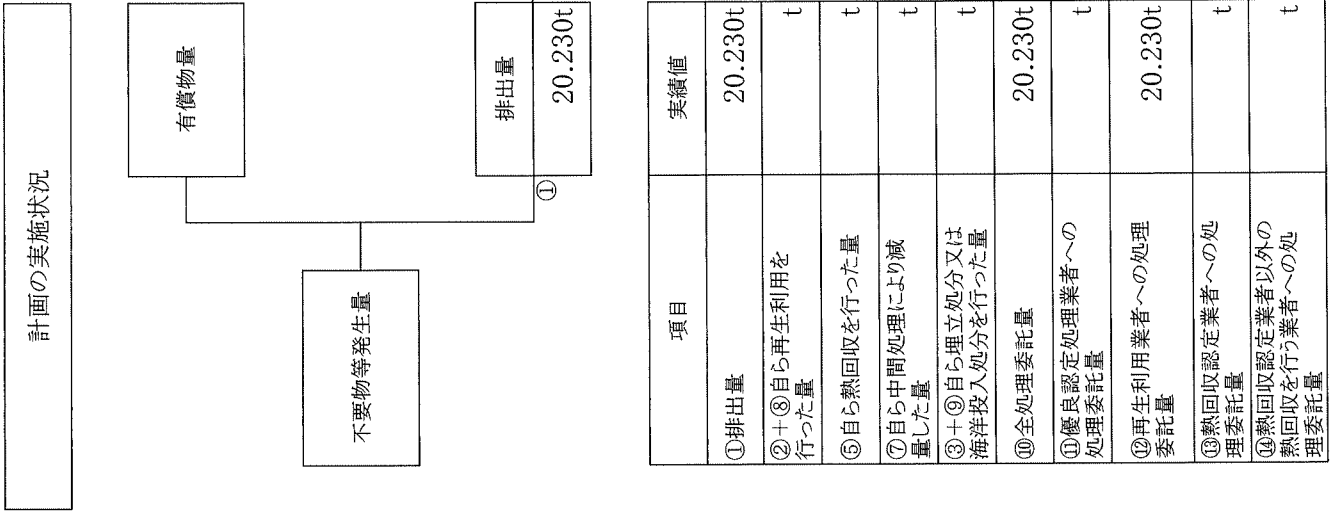 計画の実施状況
有償物量
不要物等発生量
①
排出量
20.230t
項目
実績値
①排出量
20.230t
②+⑧自ら再生利用を
行った量
t
⑤自ら熱回収を行った量
t
⑦自ら中間処理により減
量した量
t
③+⑨自ら埋立処分又は
海洋投入処分を行った量
t
⑩全処理委託量
20.230t
⑪優良認定処理業者への
処理委託量
t
⑫再生利用業者への処理
委託量
20.230t
⑬熱回収認定業者への処
理委託量
t
⑭熱回収認定業者以外の
熱回収を行う業者への処
理委託量
t